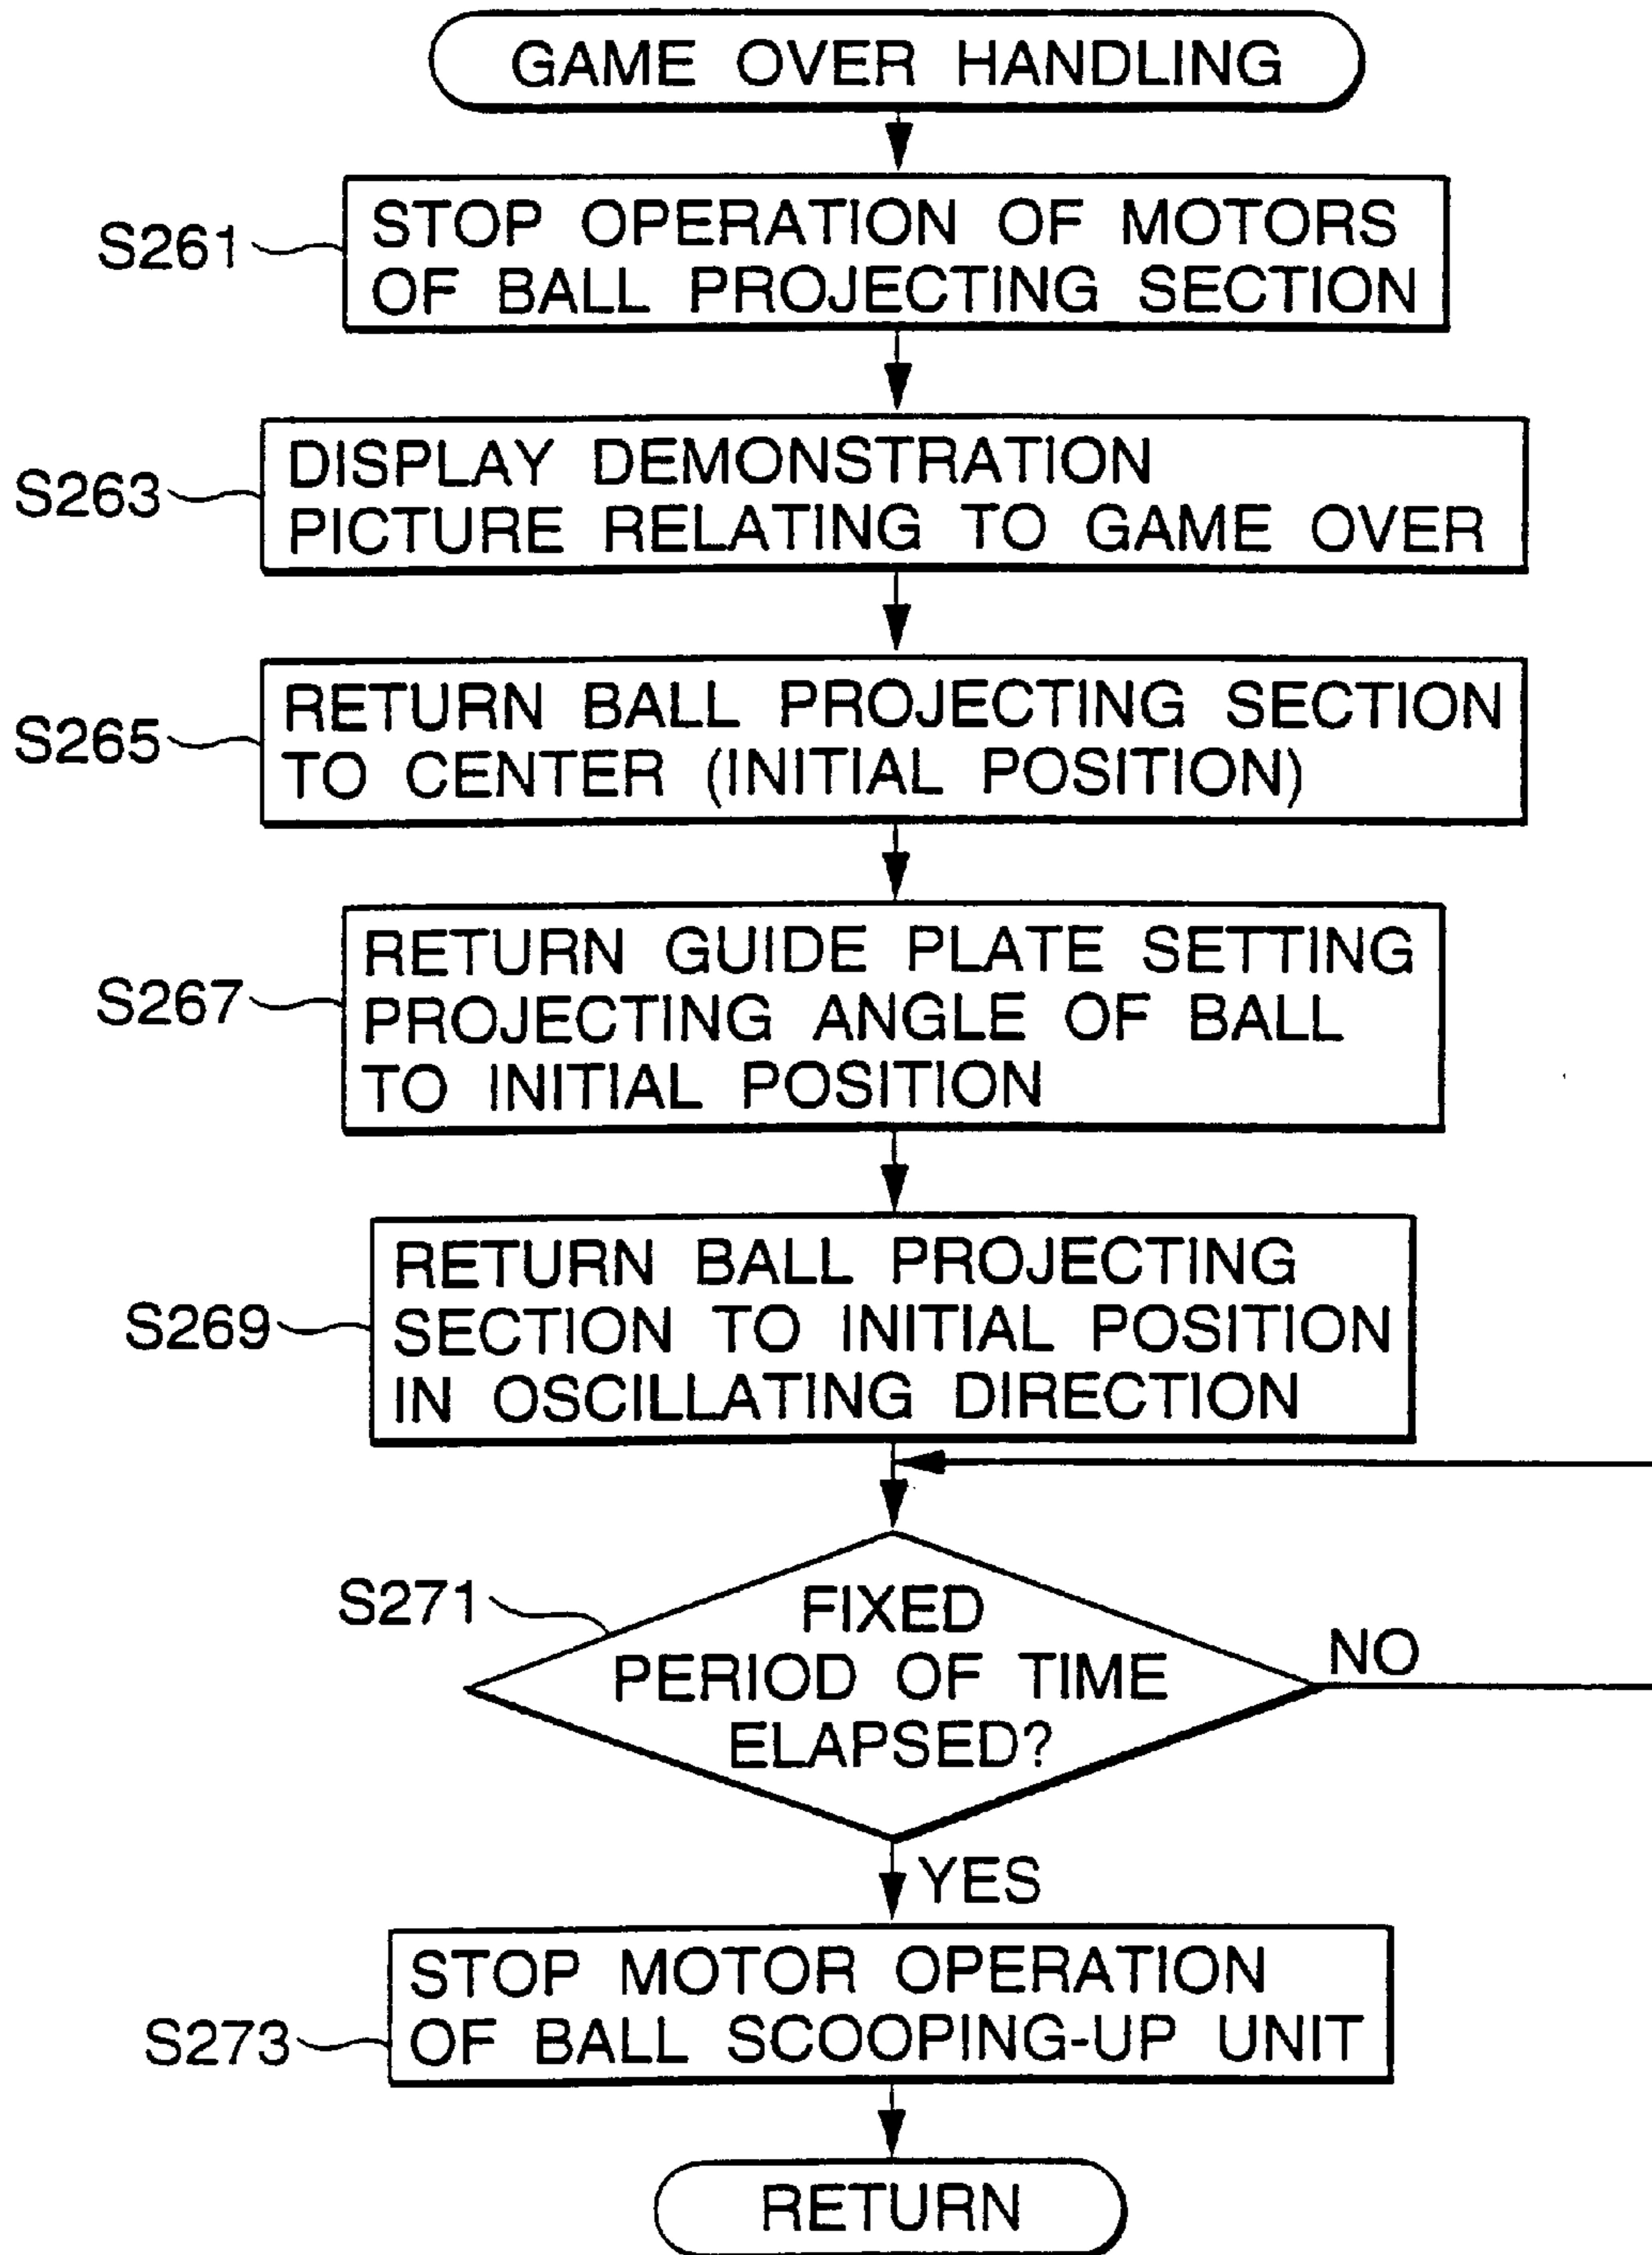 GAME OVER HANDLING
S261
STOP OPERATION OF MOTORS
OF BALL PROJECTING SECTION
S263
DISPLAY DEMONSTRATION
PICTURE RELATING TO GAME OVER
S265
RETURN BALL PROJECTING SECTION
TO CENTER (INITIAL POSITION)
S267
RETURN GUIDE PLATE SETTING
PROJECTING ANGLE OF BALL
TO INITIAL POSITION
S269
RETURN BALL PROJECTING
SECTION TO INITIAL POSITION
IN OSCILLATING DIRECTION
S271
FIXED
PERIOD OF TIME
ELAPSED?
NO
YES
S273
STOP MOTOR OPERATION
OF BALL SCOOPING-UP UNIT
RETURN